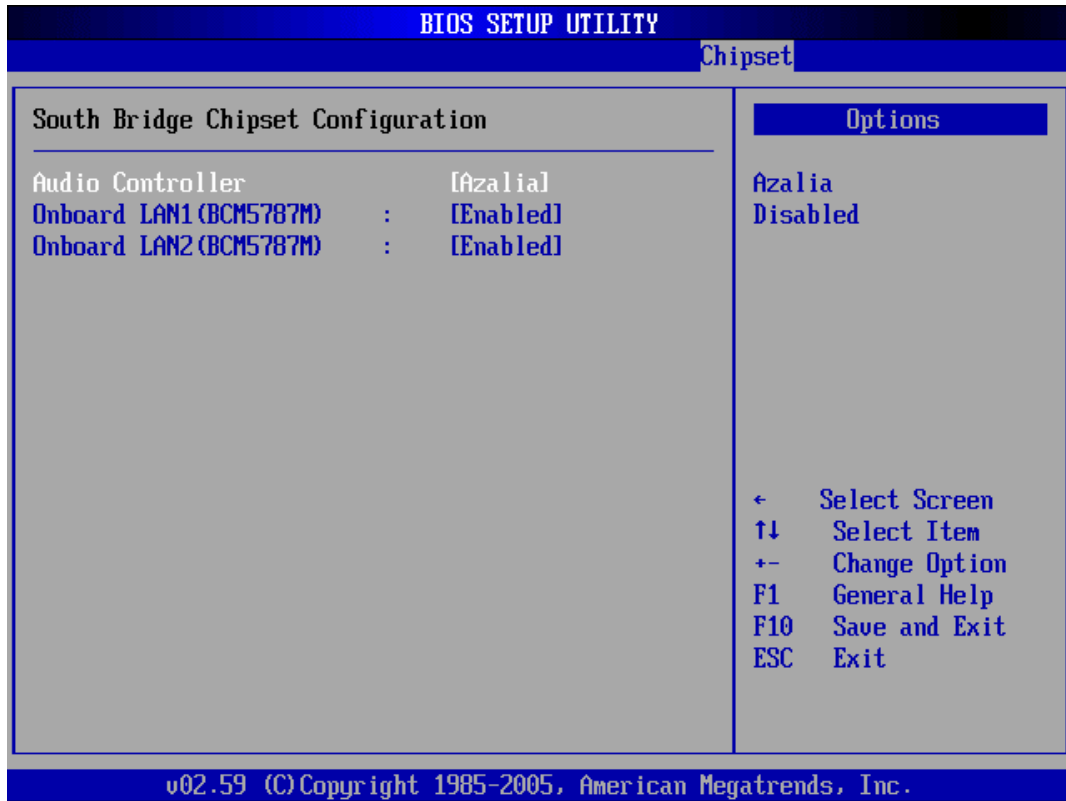 BIOS SETUP UTILITY
Chipset
South Bridge Chipset Configuration
Audio Controller [Azalia]
Onboard LAN1(BCM5787M) : [Enabled]
Onboard LAN2(BCM5787M) : [Enabled]
Options
Azalia
Disabled
← Select Screen
↑↓ Select Item
+- Change Option
F1 General Help
F10 Save and Exit
ESC Exit
v02.59 (C)Copyright 1985-2005, American Megatrends, Inc.